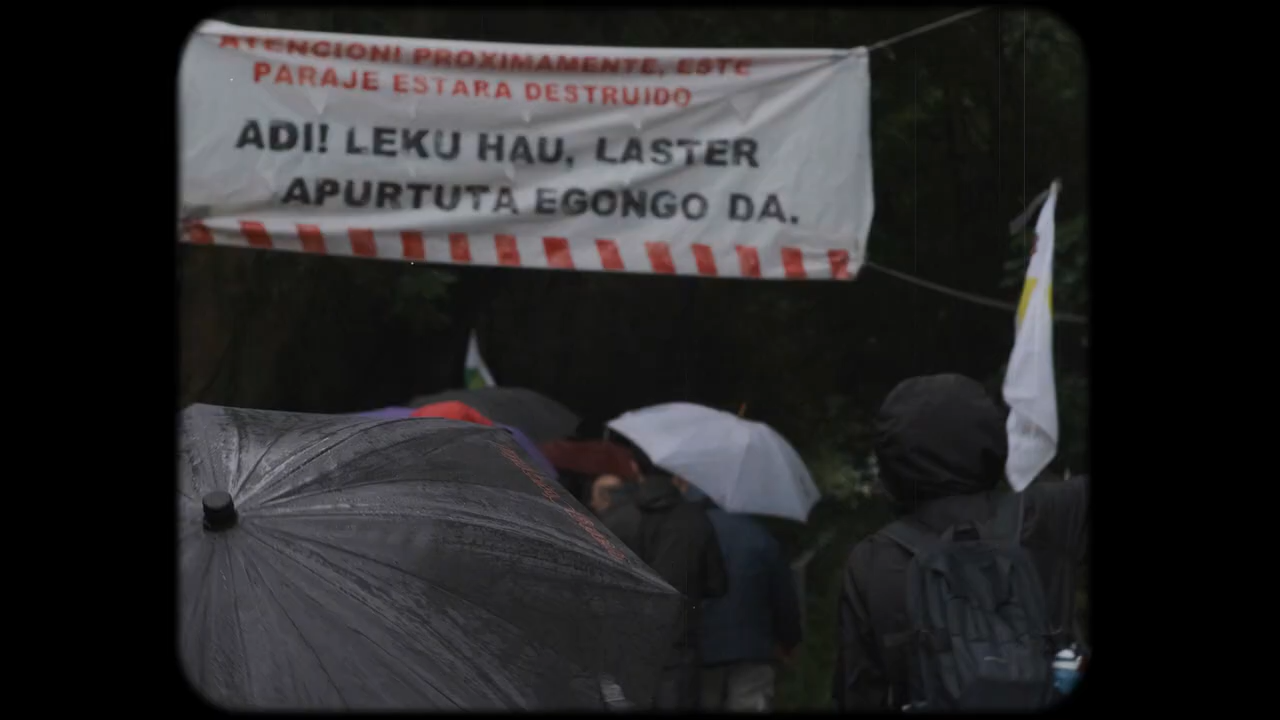 ATENCION! PROXIMAMENTE, ESTE
PARAJE ESTARA DESTRUIDO
ADI! LEKU HAU, LASTER
APURTUTA EGONGO DA.